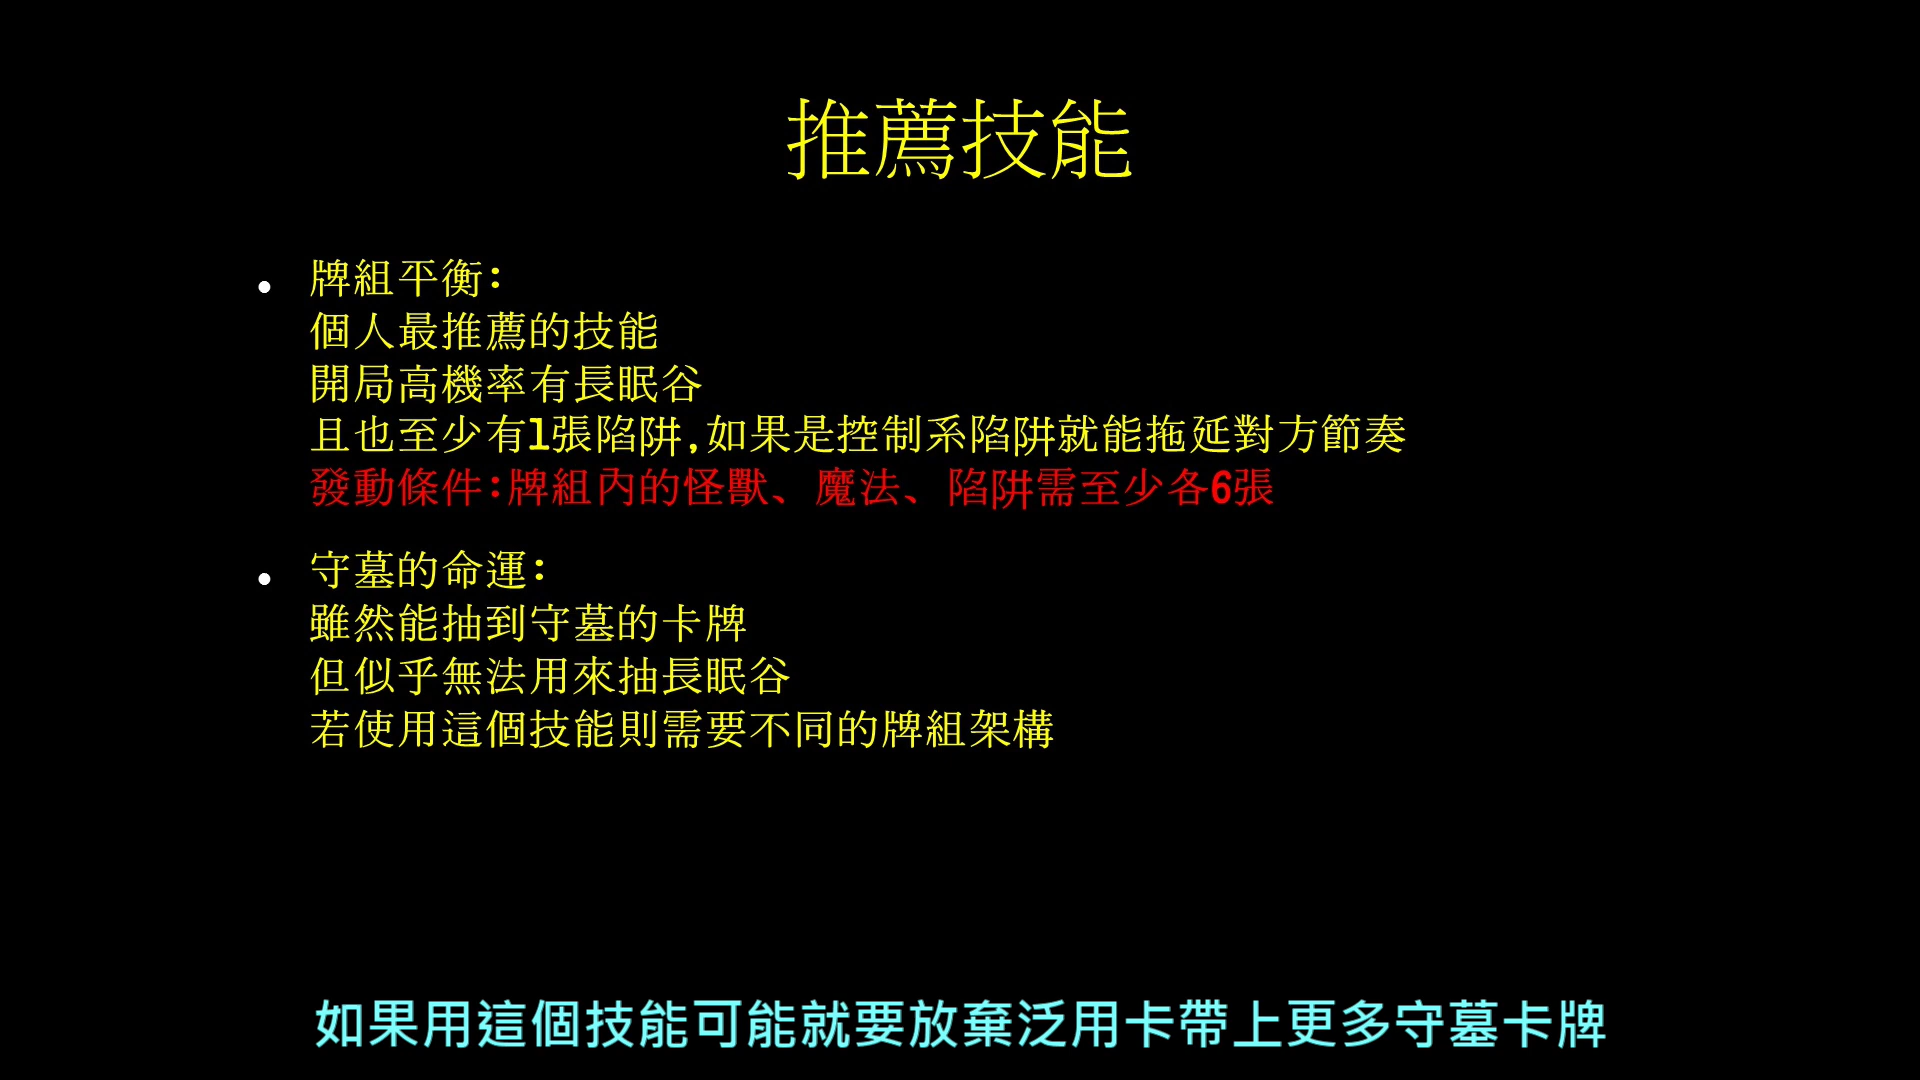 推薦技能
牌組平衡:
個人最推薦的技能
開局高機率有長眠谷
且也至少有1張陷阱,如果是控制系陷阱就能拖延對方節奏
發動條件:牌組內的怪獸、魔法、陷阱需至少各6張
守墓的命運:
雖然能抽到守墓的卡牌
但似乎無法用來抽長眠谷
若使用這個技能則需要不同的牌組架構
如果用這個技能可能就要放棄泛用卡帶上更多守墓卡牌